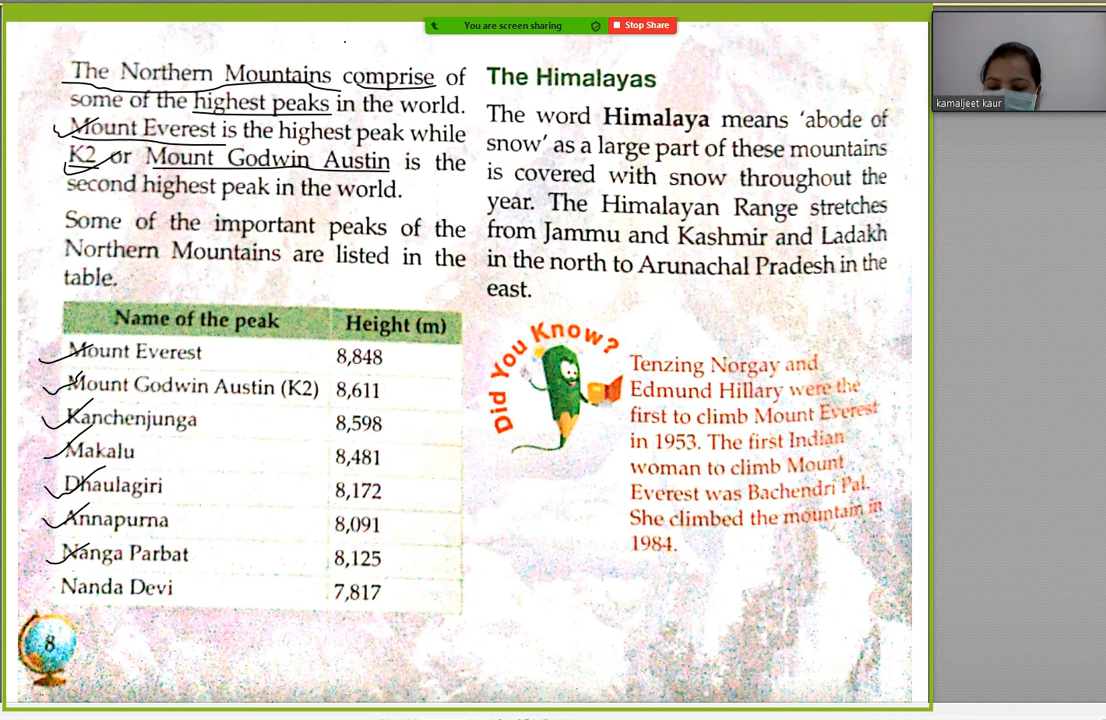 You are screen sharing
Stop Share
kamaljeet kaur
The Northern Mountains comprise of
some of the highest peaks in the world.
Mount Everest is the highest peak while
K2 or Mount Godwin Austin is the
second highest peak in the world.
Some of the important peaks of the
Northern Mountains are listed in the
table.
Name of the peak Height (m)
Mount Everest 8,848
Mount Godwin Austin (K2) 8,611
Kanchenjunga 8,598
Makalu 8,481
Dhaulagiri 8,172
Annapurna 8,091
Nanga Parbat 8,125
Nanda Devi 7,817
8
The Himalayas
The word Himalaya means ‘abode of
snow’ as a large part of these mountains
is covered with snow throughout the
year. The Himalayan Range stretches
from Jammu and Kashmir and Ladakh
in the north to Arunachal Pradesh in the
east.
Did You Know?
Tenzing Norgay and
Edmund Hillary were the
first to climb Mount Everest
in 1953. The first Indian
woman to climb Mount
Everest was Bachendri Pal.
She climbed the mountain in
1984.